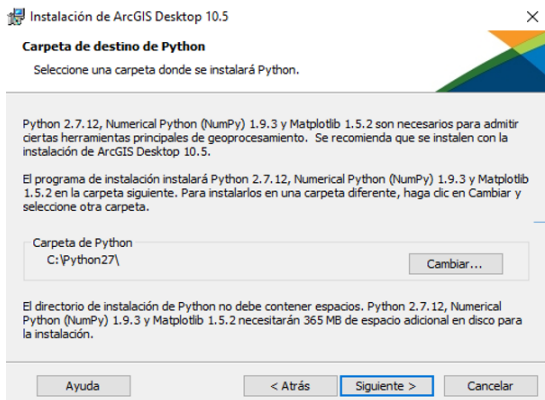 Instalación de ArcGIS Desktop 10.5
Carpeta de destino de Python
Seleccione una carpeta donde se instalará Python.
Python 2.7.12, Numerical Python (NumPy) 1.9.3 y Matplotlib 1.5.2 son necesarios para admitir
ciertas herramientas principales de geoprocesamiento. Se recomienda que se instalen con la
instalación de ArcGIS Desktop 10.5.
El programa de instalación instalará Python 2.7.12, Numerical Python (NumPy) 1.9.3 y Matplotlib
1.5.2 en la carpeta siguiente. Para instalarlos en una carpeta diferente, haga clic en Cambiar y
seleccione otra carpeta.
Carpeta de Python
C:\Python27\
Cambiar...
El directorio de instalación de Python no debe contener espacios. Python 2.7.12, Numerical
Python (NumPy) 1.9.3 y Matplotlib 1.5.2 necesitarán 365 MB de espacio adicional en disco para
la instalación.
Ayuda < Atrás Siguiente > Cancelar